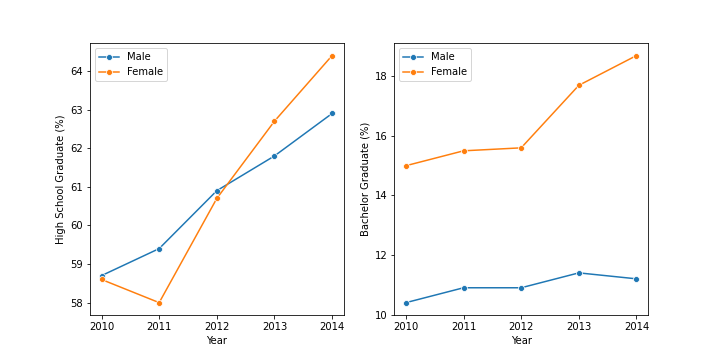 Male
Female
64
63
62
61
60
59
58
High School Graduate (%)
2010 2011 2012 2013 2014
Year
Male
Female
18
16
14
12
10
Bachelor Graduate (%)
2010 2011 2012 2013 2014
Year